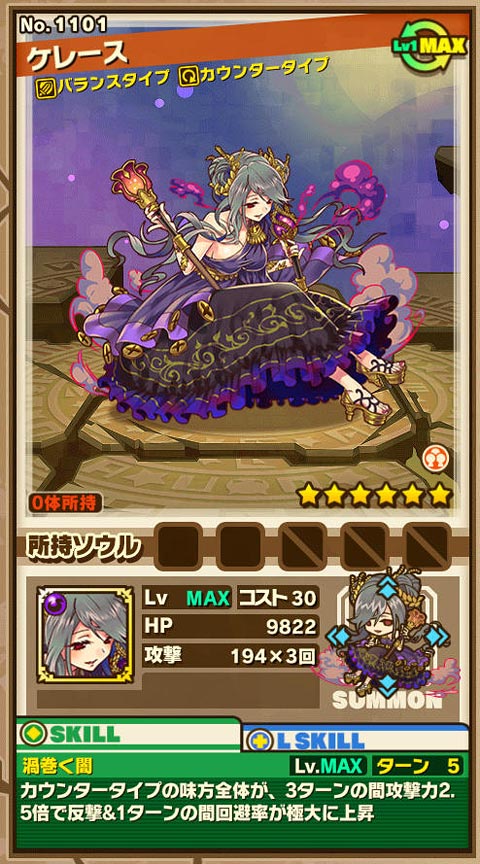 No.1101
ケレース
Lv1 MAX
バランスタイプ カウンタータイプ
0体所持
所持ソウル
Lv MAX コスト 30
HP 9822
攻撃 194×3回
SUMMON
SKILL
L SKILL
渦巻く闇 Lv.MAX ターン 5
カウンタータイプの味方全体が、3ターンの間攻撃力2.
5倍で反撃&1ターンの間回避率が極大に上昇